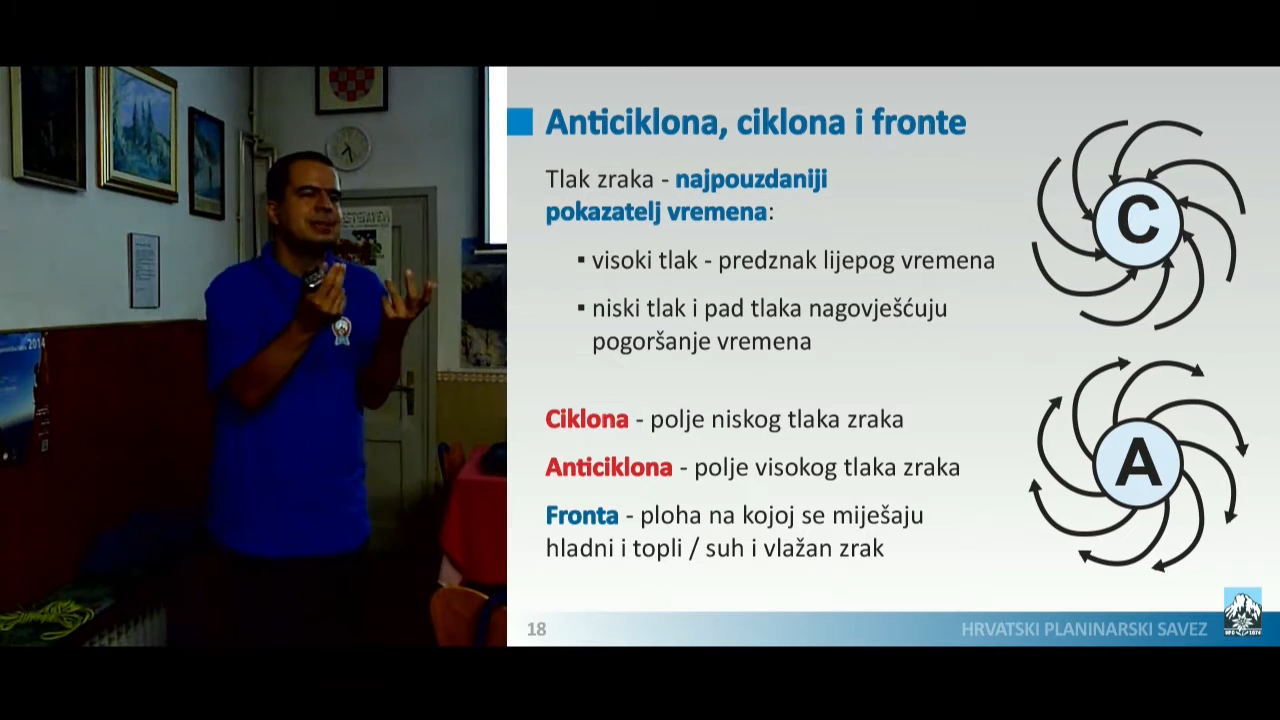 Anticiklona, ciklona i fronte
Tlak zraka - najpouzdaniji
pokazatelj vremena:
▪ visoki tlak - predznak lijepog vremena
▪ niski tlak i pad tlaka nagovješćuju
pogoršanje vremena
Ciklona - polje niskog tlaka zraka
Anticiklona - polje visokog tlaka zraka
Fronta - ploha na kojoj se miješaju
hladni i topli / suh i vlažan zrak
C
A
18
HRVATSKI PLANINARSKI SAVEZ
HPD 1874
2014